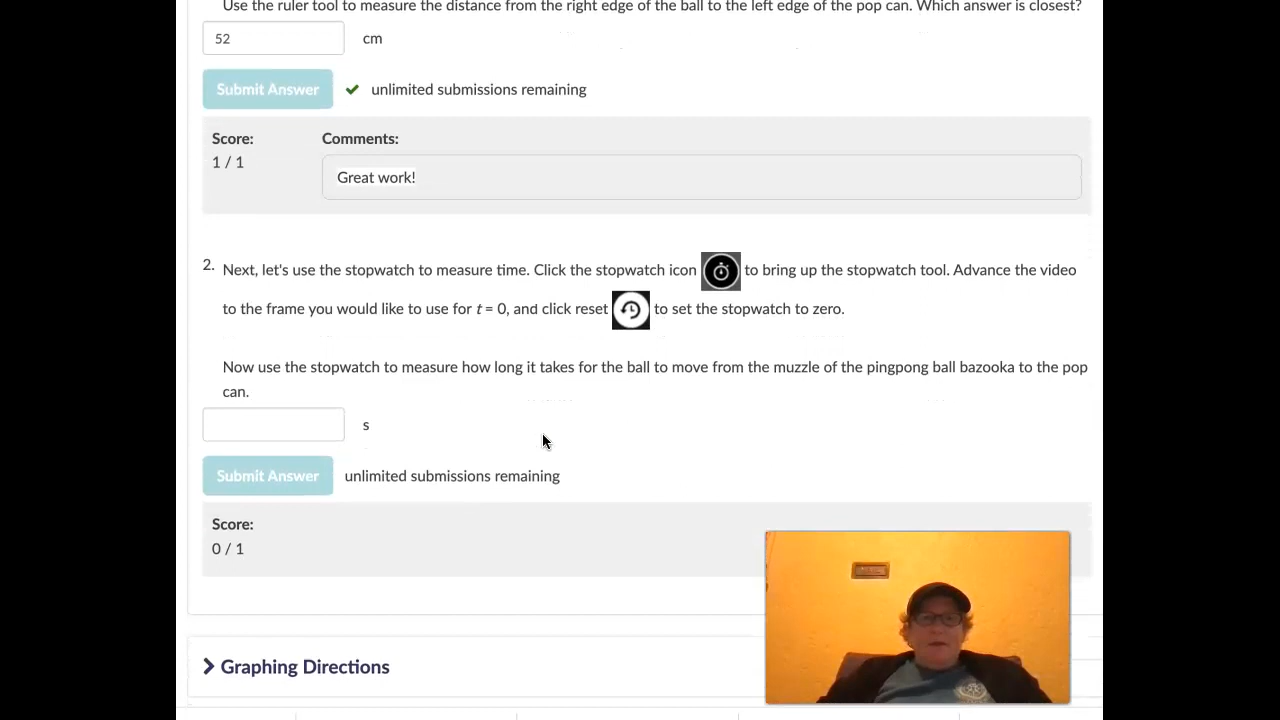 Use the ruler tool to measure the distance from the right edge of the ball to the left edge of the pop can. Which answer is closest?
52 cm
Submit Answer unlimited submissions remaining
Score: Comments:
1 / 1
Great work!
2. Next, let's use the stopwatch to measure time. Click the stopwatch icon to bring up the stopwatch tool. Advance the video
to the frame you would like to use for t = 0, and click reset to set the stopwatch to zero.
Now use the stopwatch to measure how long it takes for the ball to move from the muzzle of the pingpong ball bazooka to the pop
can.
s
Submit Answer unlimited submissions remaining
Score:
0 / 1
Graphing Directions